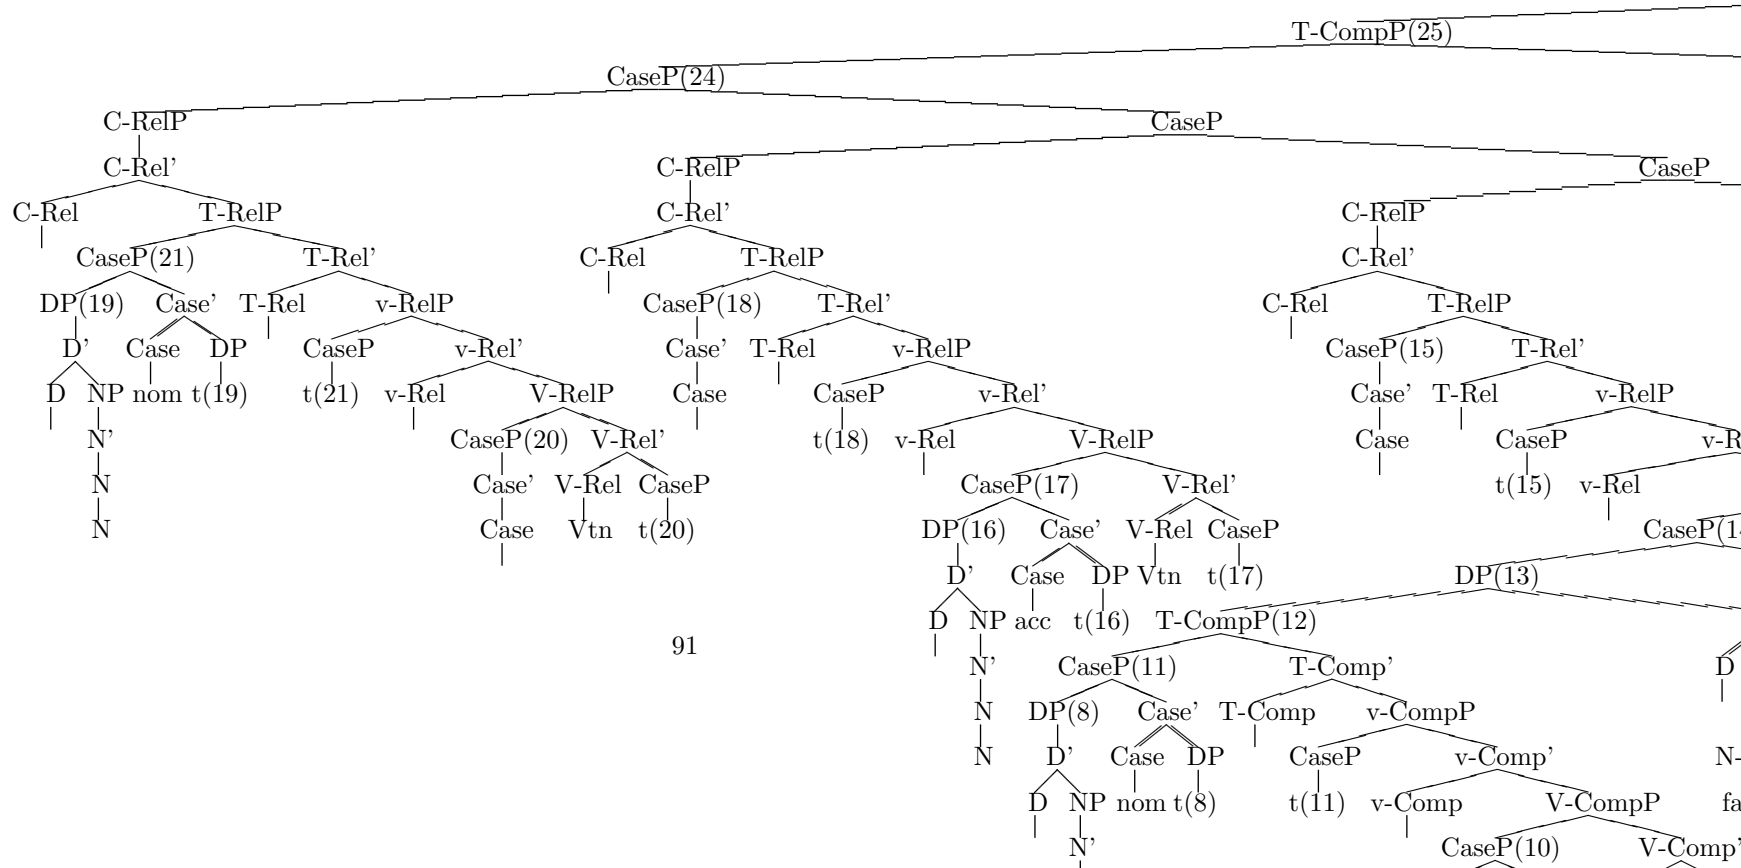 T-CompP(25)
CaseP(24)
C-RelP CaseP
C-Rel' C-RelP CaseP
C-Rel T-RelP C-Rel' C-RelP
CaseP(21) T-Rel' C-Rel T-RelP C-Rel'
DP(19) Case' T-Rel v-RelP CaseP(18) T-Rel' C-Rel T-RelP
D' Case DP CaseP v-Rel' Case' T-Rel v-RelP CaseP(15) T-Rel'
D NP nom t(19) t(21) v-Rel V-RelP Case CaseP v-Rel' Case' T-Rel v-RelP
N' CaseP(20) V-Rel' t(18) v-Rel V-RelP Case CaseP
N Case' V-Rel CaseP CaseP(17) V-Rel' t(15) v-Rel
N Case Vtn t(20) DP(16) Case' V-Rel CaseP
D' Case DP Vtn t(17) DP(13)
D NP acc t(16) T-CompP(12)
91
N' CaseP(11) T-Comp' D
N DP(8) Case' T-Comp v-CompP
N D' Case DP CaseP v-Comp'
D NP nom t(8) t(11) v-Comp V-CompP
N' CaseP(10) V-Comp'